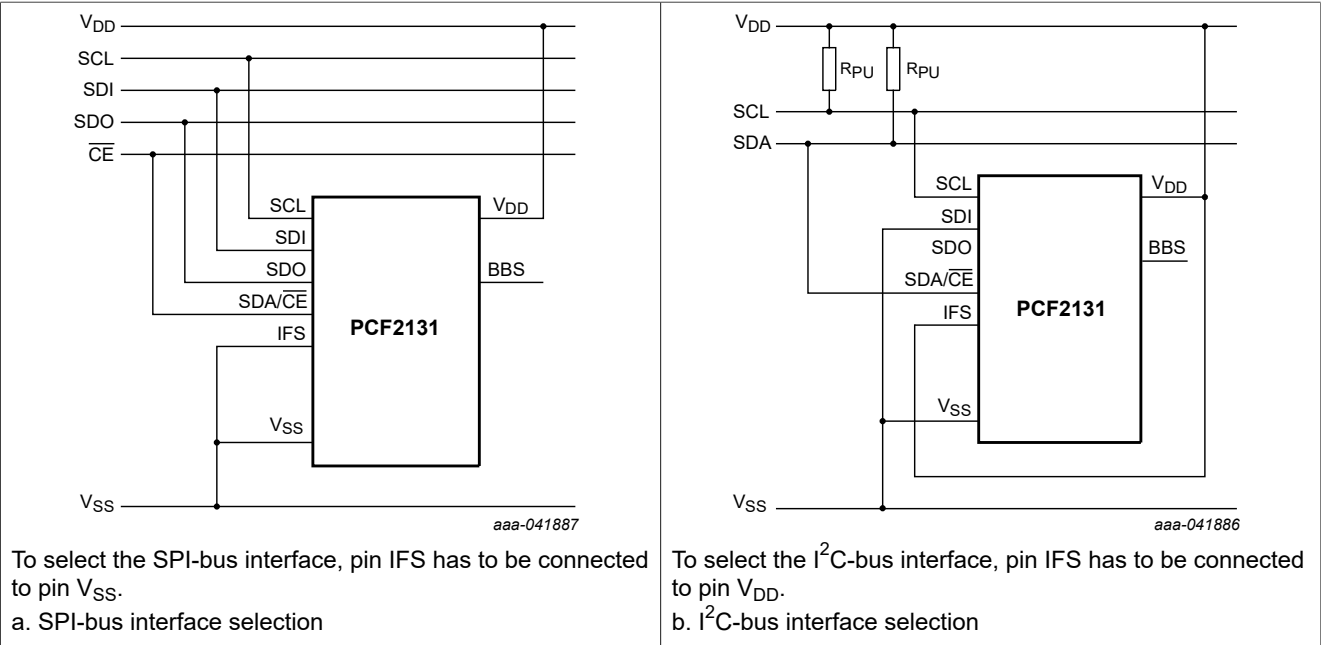 VDD
SCL
SDI
SDO
CE
SCL
SDI
SDO
SDA/CE
IFS
VSS
VDD
BBS
PCF2131
VSS
aaa-041887
To select the SPI-bus interface, pin IFS has to be connected
to pin VSS.
a. SPI-bus interface selection
VDD
RPU
RPU
SCL
SDA
SCL
SDI
SDO
SDA/CE
IFS
VSS
VDD
BBS
PCF2131
VSS
aaa-041886
To select the I2C-bus interface, pin IFS has to be connected
to pin VDD.
b. I2C-bus interface selection